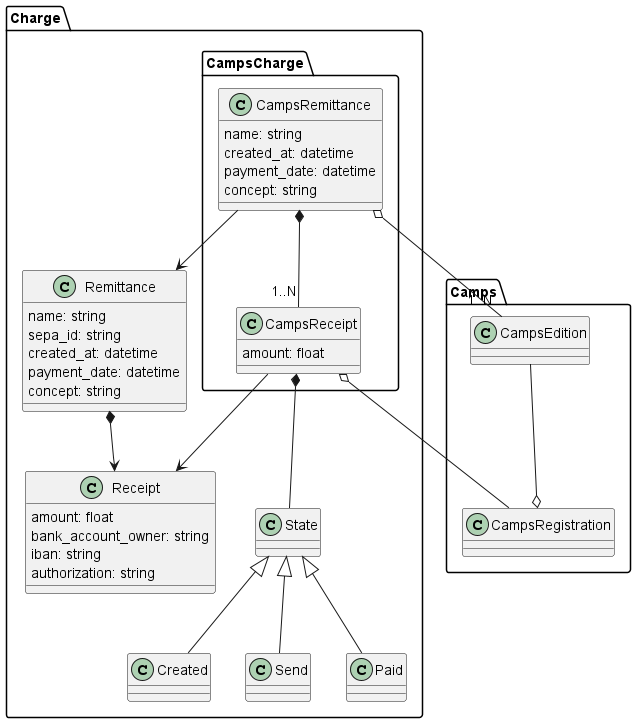 Charge
CampsCharge
C CampsRemittance
name: string
created_at: datetime
payment_date: datetime
concept: string
C Remittance
name: string
sepa_id: string
created_at: datetime
payment_date: datetime
concept: string
1..N
C CampsReceipt
amount: float
Camps
C CampsEdition
C Receipt
amount: float
bank_account_owner: string
iban: string
authorization: string
C State
C CampsRegistration
C Created
C Send
C Paid